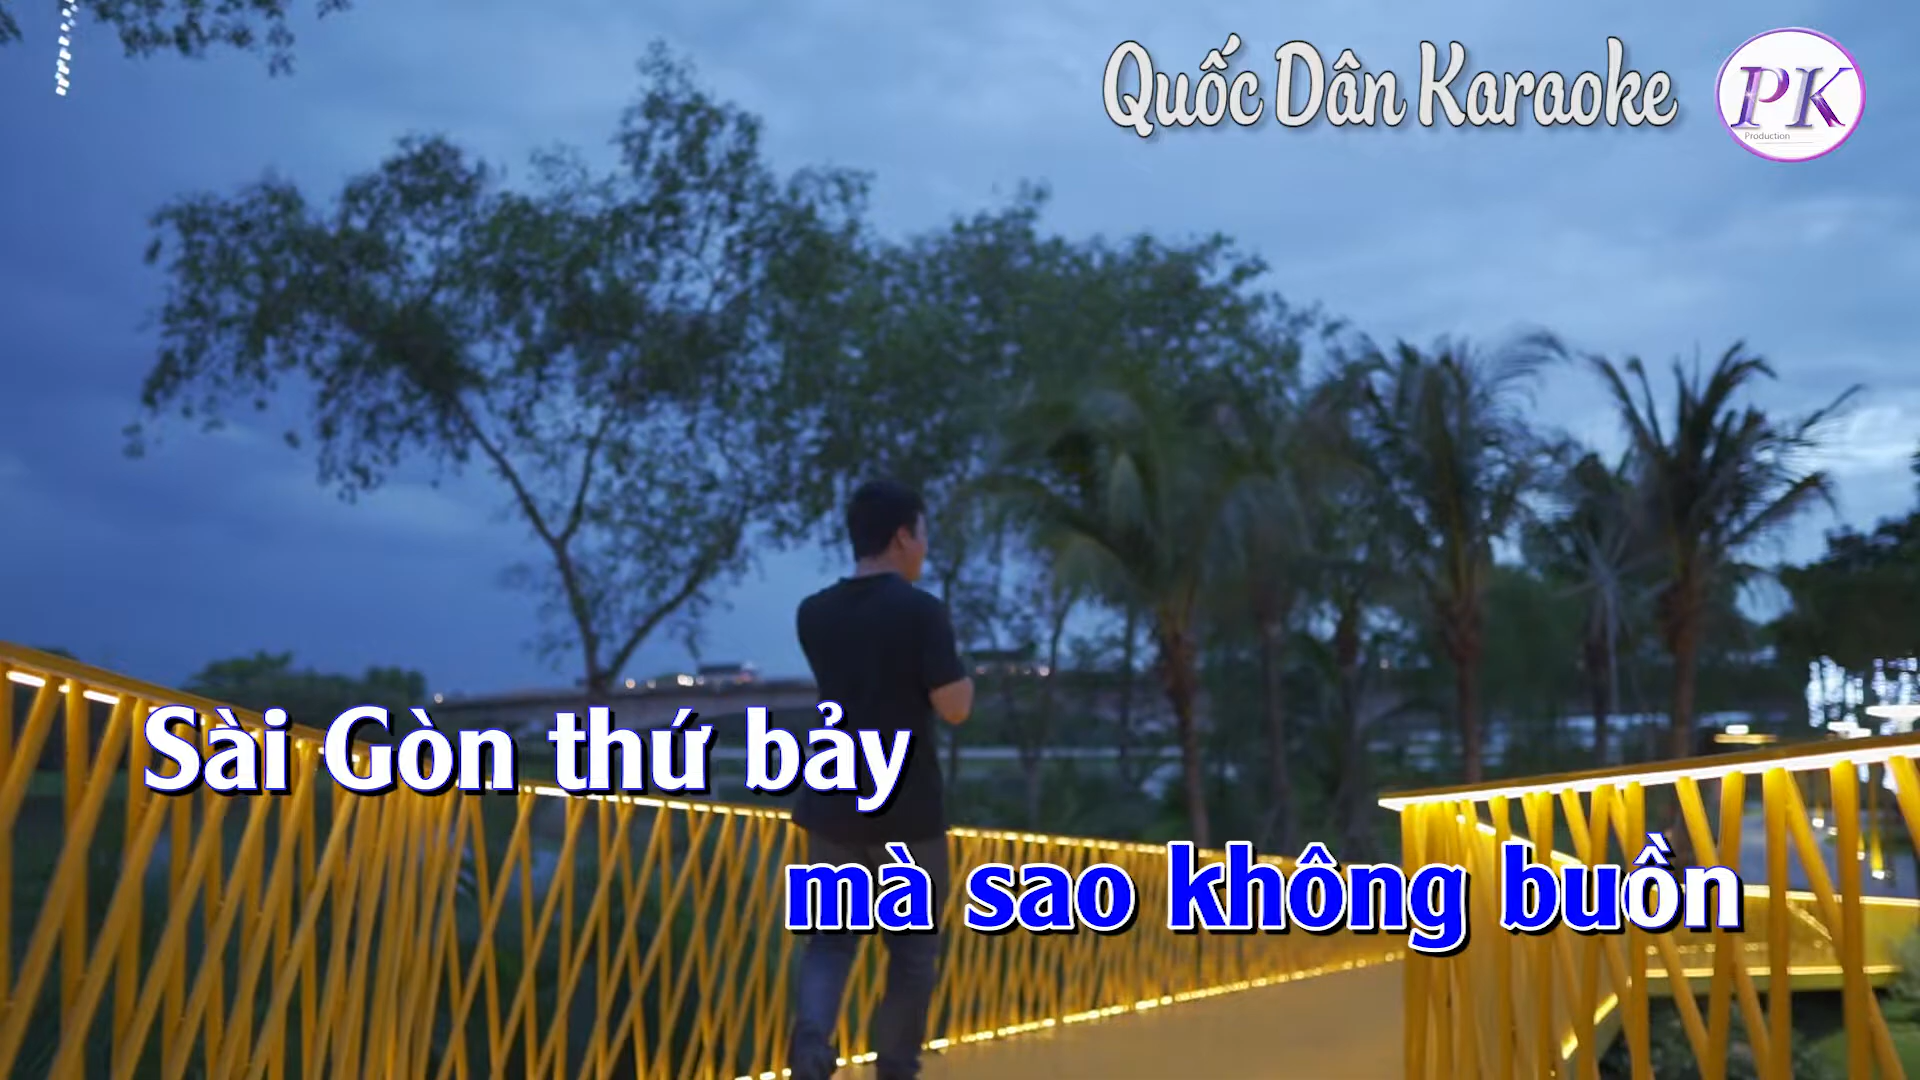 Quốc Dân Karaoke
PK
Production
Sài Gòn thứ bảy
mà sao không buồn